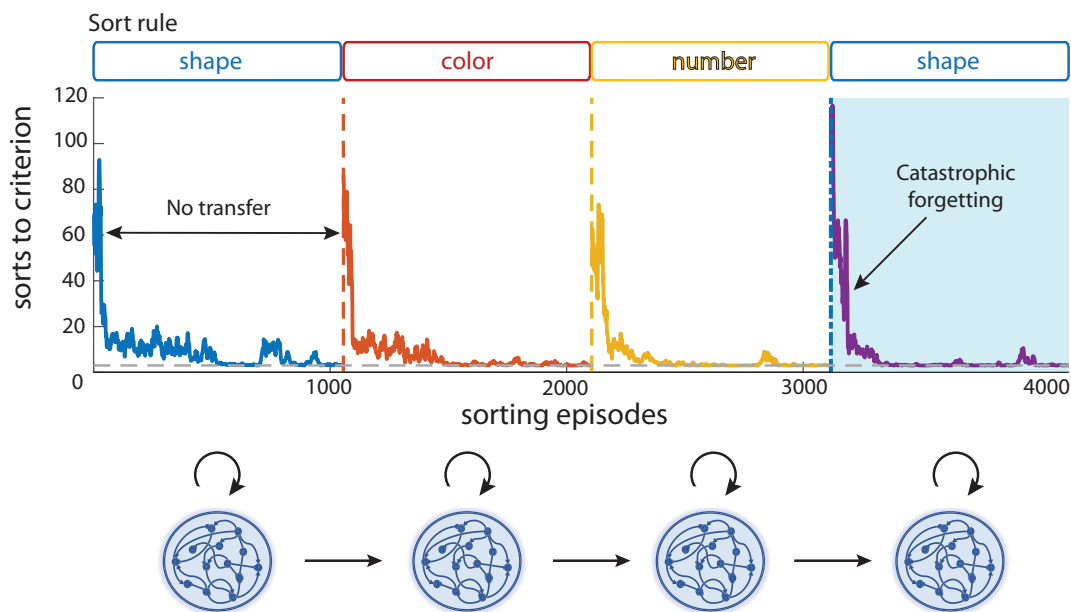 Sort rule
shape
color
number
shape
120
100
80
60
40
20
0
sorts to criterion
No transfer
Catastrophic
forgetting
1000
2000
3000
4000
sorting episodes